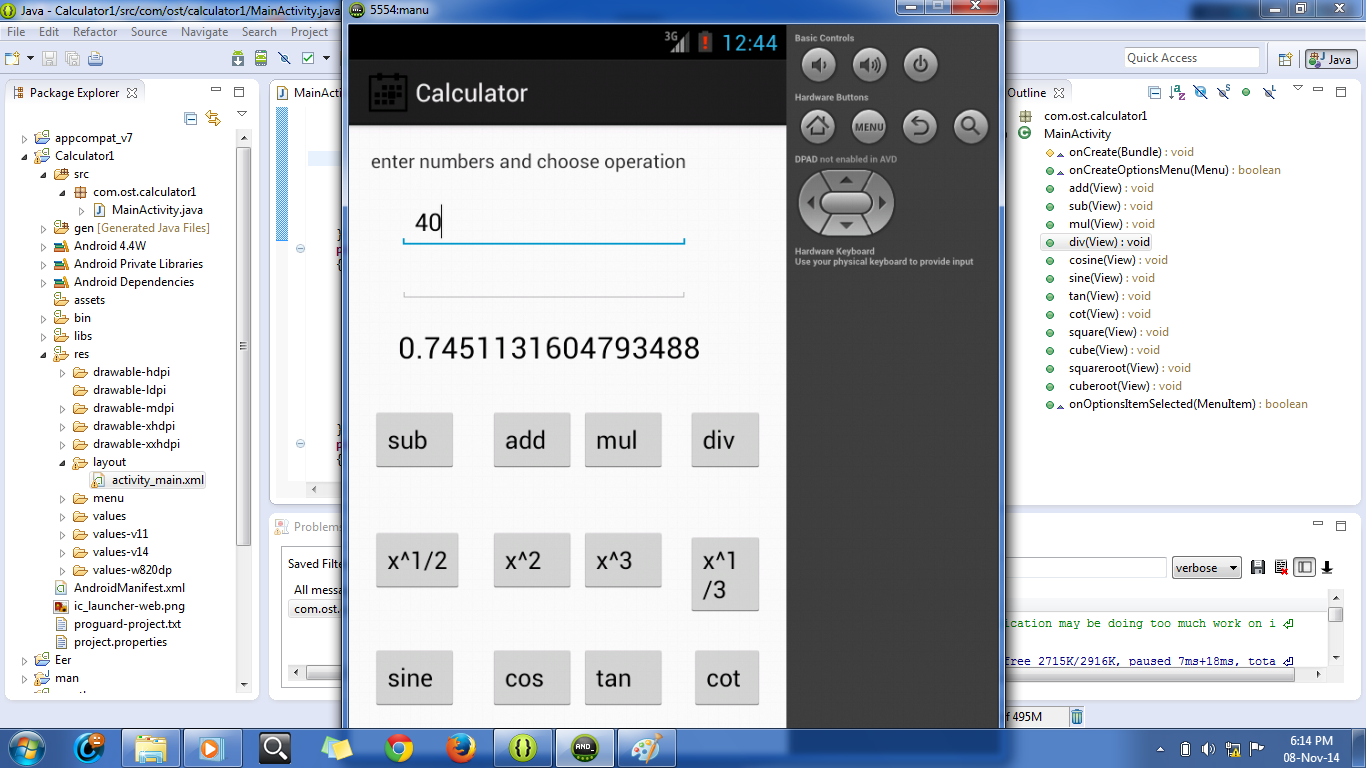 Java - Calculator1/src/com/ost/calculator1/MainActivity.java
5554:manu
File Edit Refactor Source Navigate Search Project
Quick Access
Java
Package Explorer
appcompat_v7
Calculator1
src
com.ost.calculator1
MainActivity.java
gen [Generated Java Files]
Android 4.4W
Android Private Libraries
Android Dependencies
assets
bin
libs
res
drawable-hdpi
drawable-ldpi
drawable-mdpi
drawable-xhdpi
drawable-xxhdpi
layout
activity_main.xml
menu
values
values-v11
values-v14
values-w820dp
AndroidManifest.xml
ic_launcher-web.png
proguard-project.txt
project.properties
Eer
man
MainActi
}
{
}
{
Problems
Saved Filte
All messa
com.ost.
3G 12:44
Calculator
enter numbers and choose operation
40
0.7451131604793488
sub add mul div
x^1/2 x^2 x^3 x^1
/3
sine cos tan cot
Basic Controls
Hardware Buttons
MENU
DPAD not enabled in AVD
Hardware Keyboard
Use your physical keyboard to provide input
Outline
com.ost.calculator1
MainActivity
onCreate(Bundle) : void
onCreateOptionsMenu(Menu) : boolean
add(View) : void
sub(View) : void
mul(View) : void
div(View) : void
cosine(View) : void
sine(View) : void
tan(View) : void
cot(View) : void
square(View) : void
cube(View) : void
squareroot(View) : void
cuberoot(View) : void
onOptionsItemSelected(MenuItem) : boolean
verbose
ication may be doing too much work on i
free 2715K/2916K, paused 7ms+18ms, tota
f 495M
6:14 PM
08-Nov-14